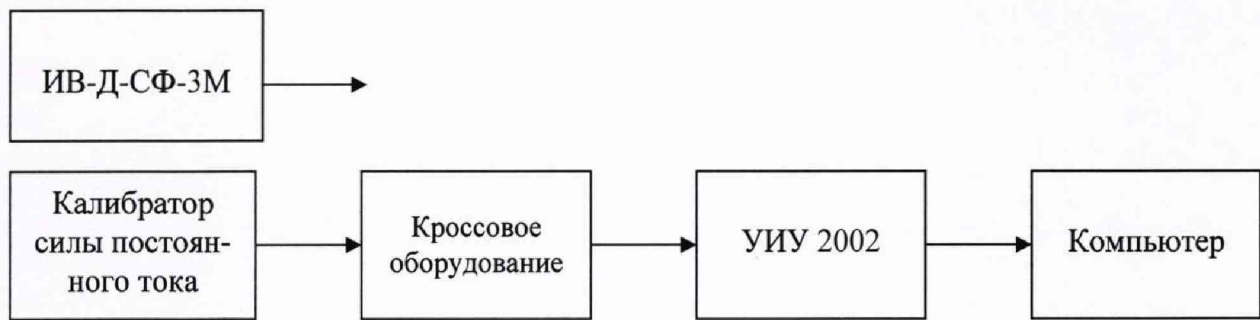 ИВ-Д-СФ-3М
Калибратор
силы постоян-
ного тока
Кроссовое
оборудование
УИУ 2002
Компьютер